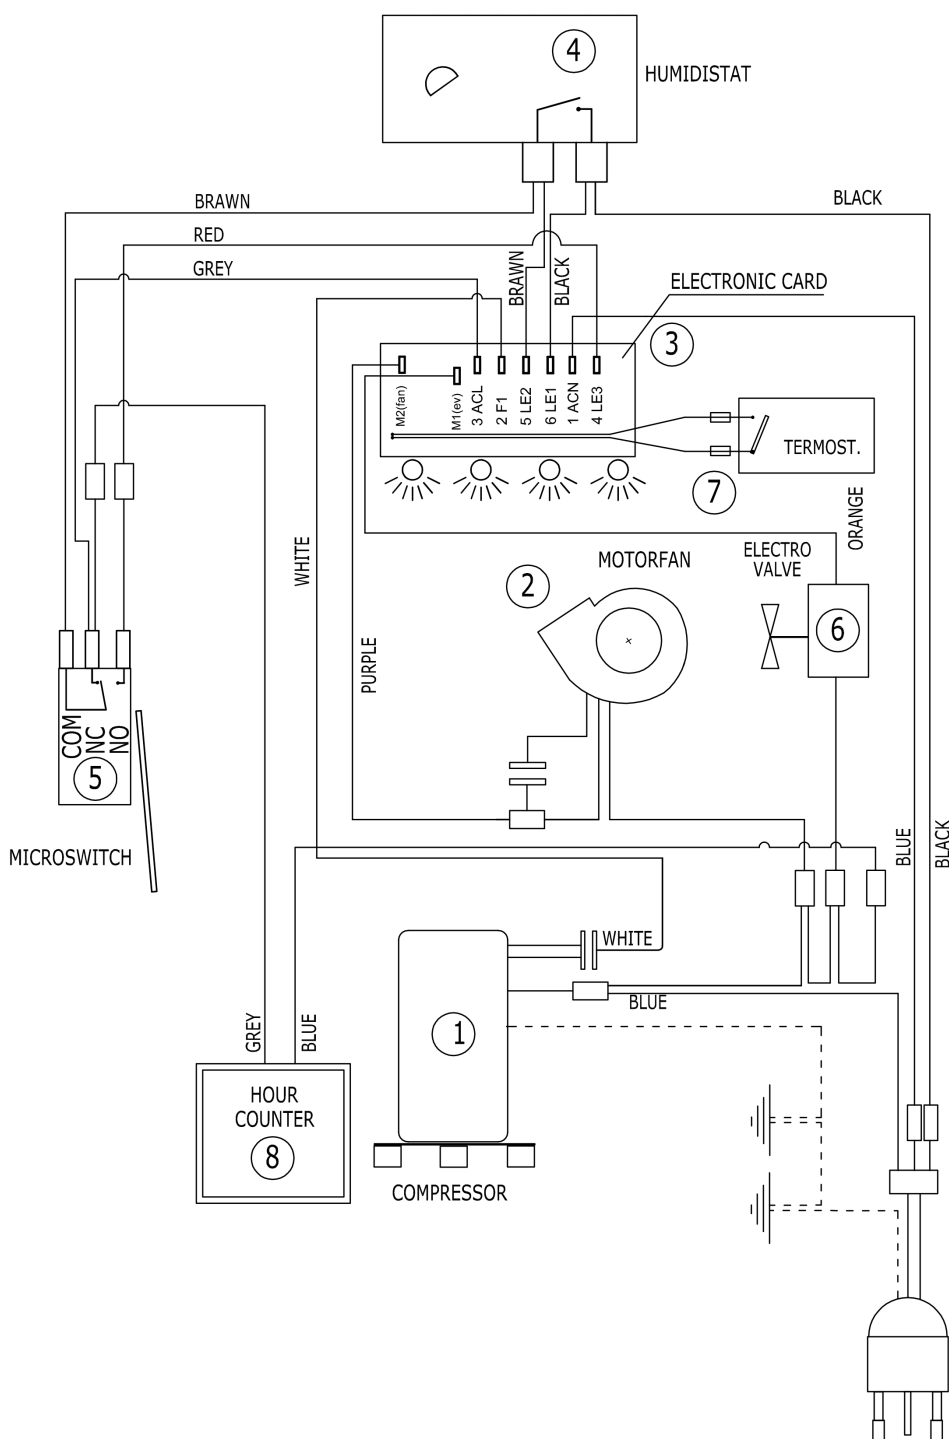 4
HUMIDISTAT
BRAWN
BLACK
RED
GREY
BRAWN
BLACK
ELECTRONIC CARD
3
M2(fan)
M1(ev)
3 ACL
2 F1
5 LE2
6 LE1
1 ACN
4 LE3
TERMOST.
7
ORANGE
WHITE
MOTORFAN
ELECTRO
VALVE
2
6
PURPLE
COM
NC
NO
5
MICROSWITCH
BLUE
BLACK
WHITE
BLUE
1
GREY
BLUE
HOUR
COUNTER
8
COMPRESSOR